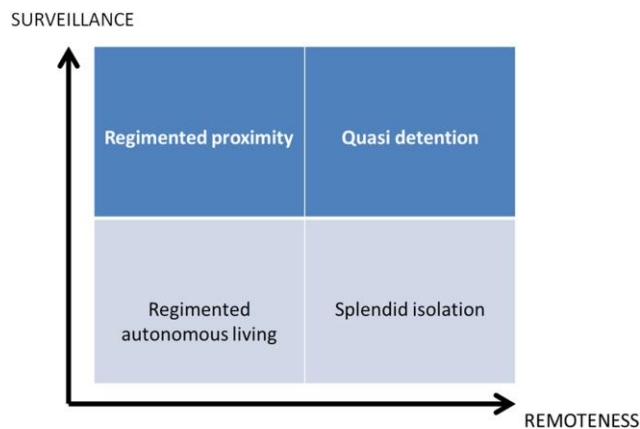 SURVEILLANCE
Regimented proximity
Quasi detention
Regimented
autonomous living
Splendid isolation
REMOTENESS